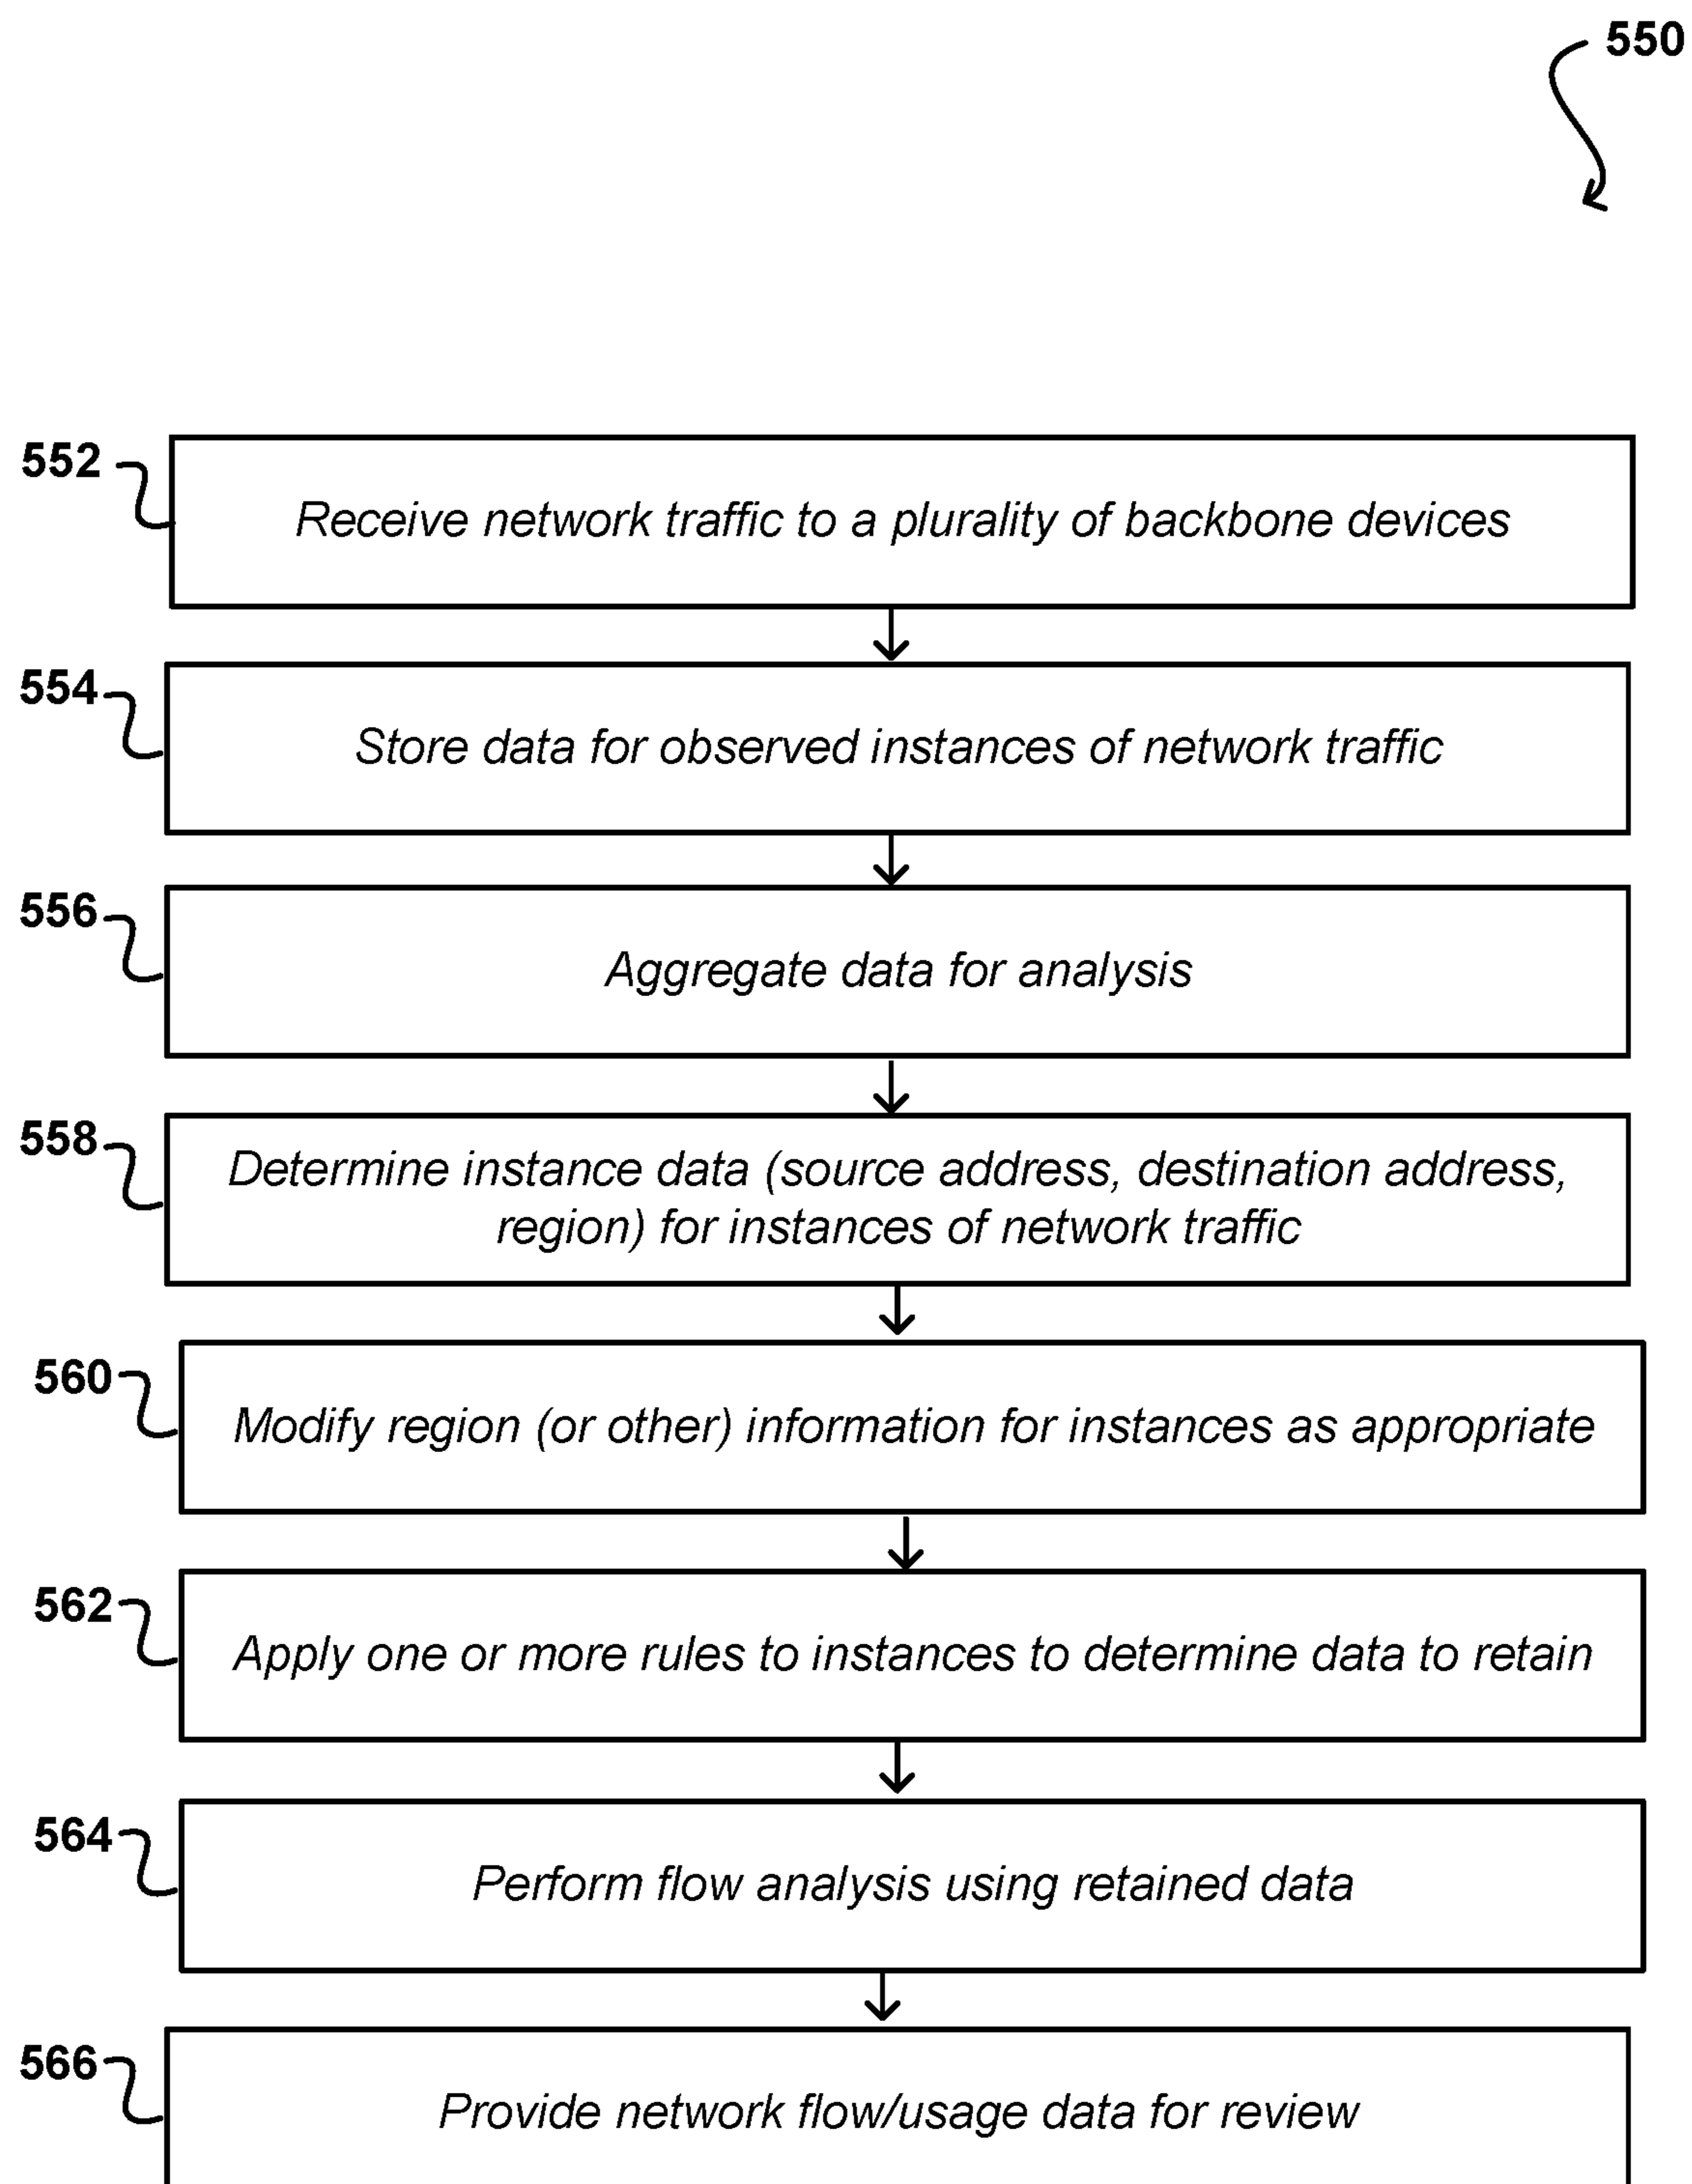 550
552
Receive network traffic to a plurality of backbone devices
554
Store data for observed instances of network traffic
556
Aggregate data for analysis
558
Determine instance data (source address, destination address,
region) for instances of network traffic
560
Modify region (or other) information for instances as appropriate
562
Apply one or more rules to instances to determine data to retain
564
Perform flow analysis using retained data
566
Provide network flow/usage data for review